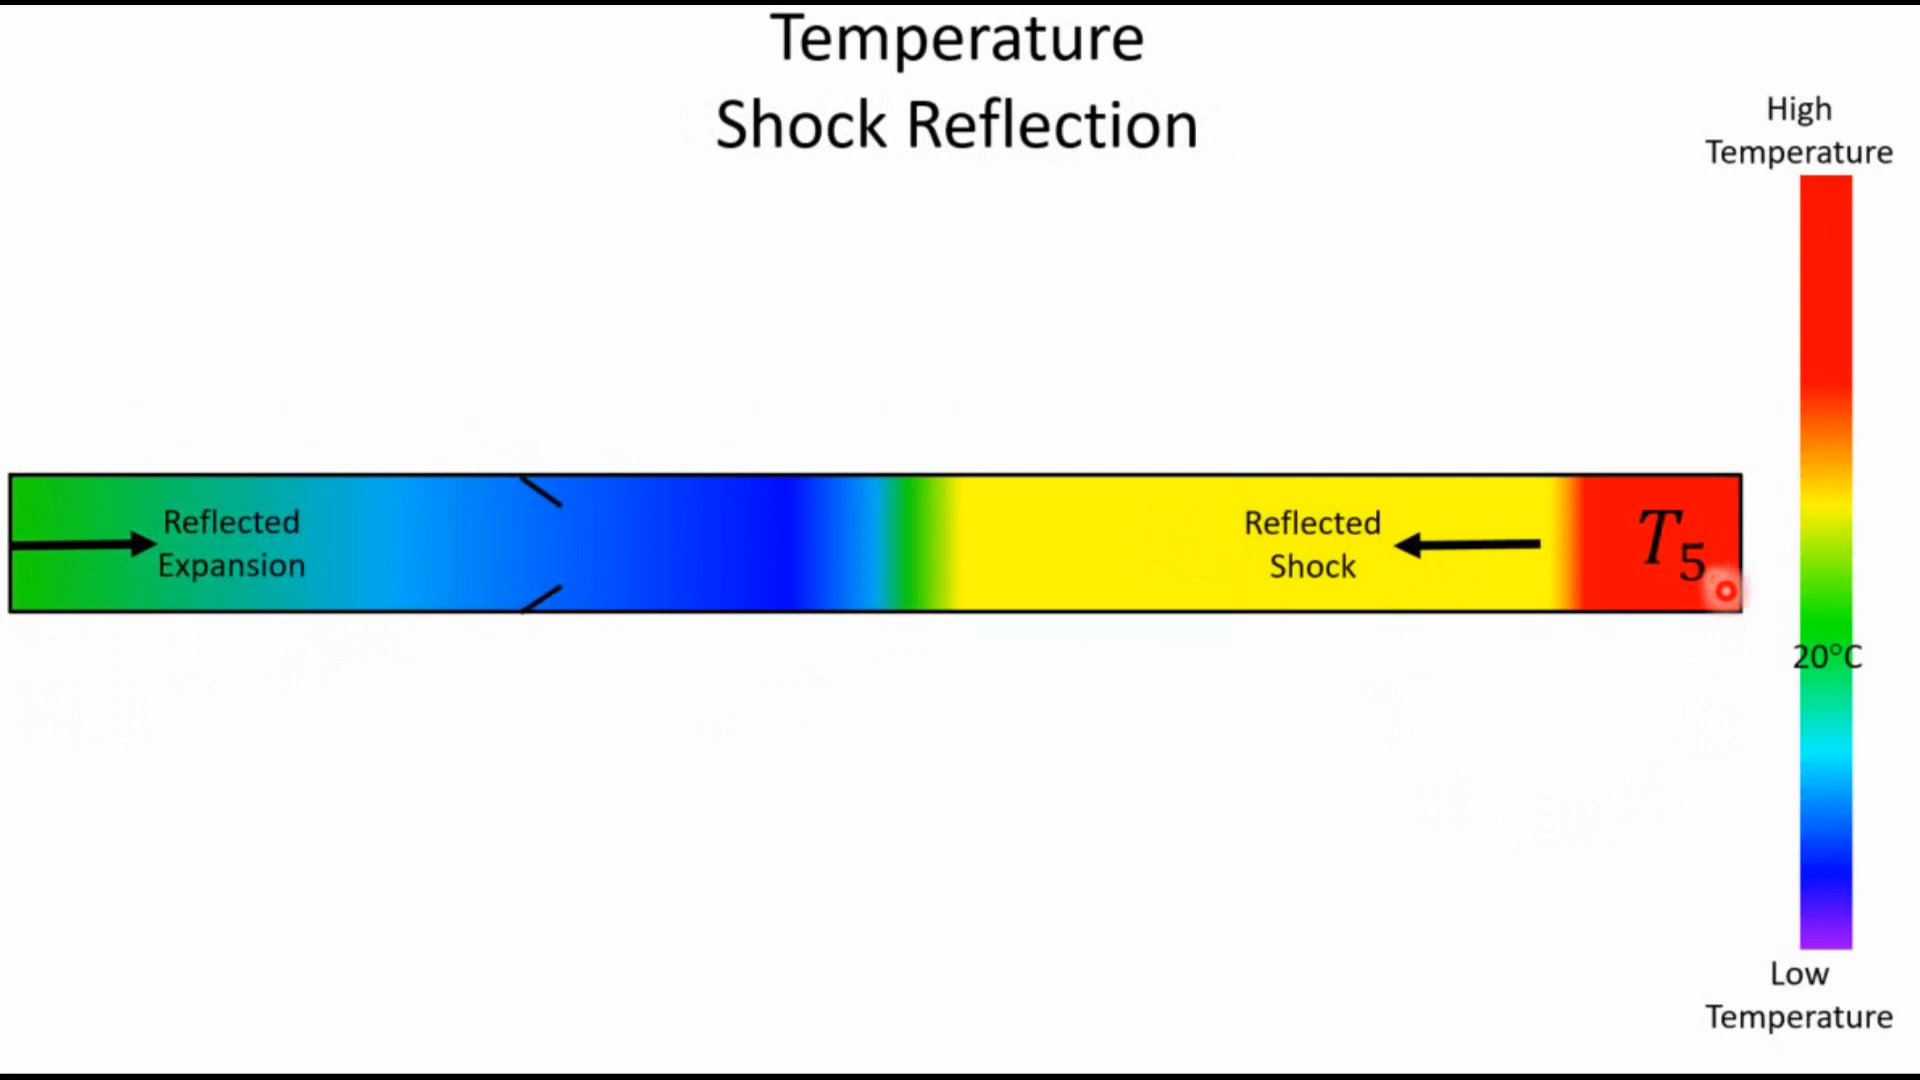 Temperature
Shock Reflection
High
Temperature
Reflected
Expansion
Reflected
Shock
T5
20°C
Low
Temperature